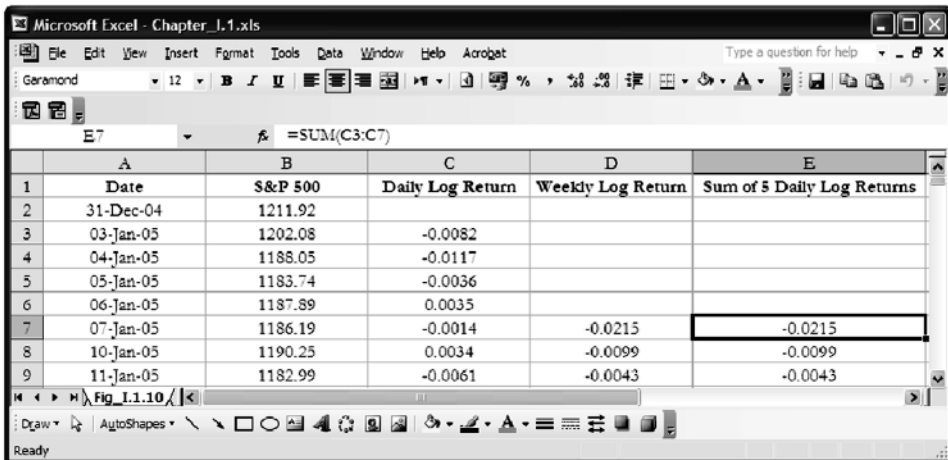 Microsoft Excel - Chapter_I.1.xls
File Edit View Insert Format Tools Data Window Help Acrobat Type a question for help
Garamond 12 B I U % ,
E7 fx =SUM(C3:C7)
A B C D E
1 Date S&P 500 Daily Log Return Weekly Log Return Sum of 5 Daily Log Returns
2 31-Dec-04 1211.92
3 03-Jan-05 1202.08 -0.0082
4 04-Jan-05 1188.05 -0.0117
5 05-Jan-05 1183.74 -0.0036
6 06-Jan-05 1187.89 0.0035
7 07-Jan-05 1186.19 -0.0014 -0.0215 -0.0215
8 10-Jan-05 1190.25 0.0034 -0.0099 -0.0099
9 11-Jan-05 1182.99 -0.0061 -0.0043 -0.0043
Fig_I.1.10
Draw AutoShapes
Ready